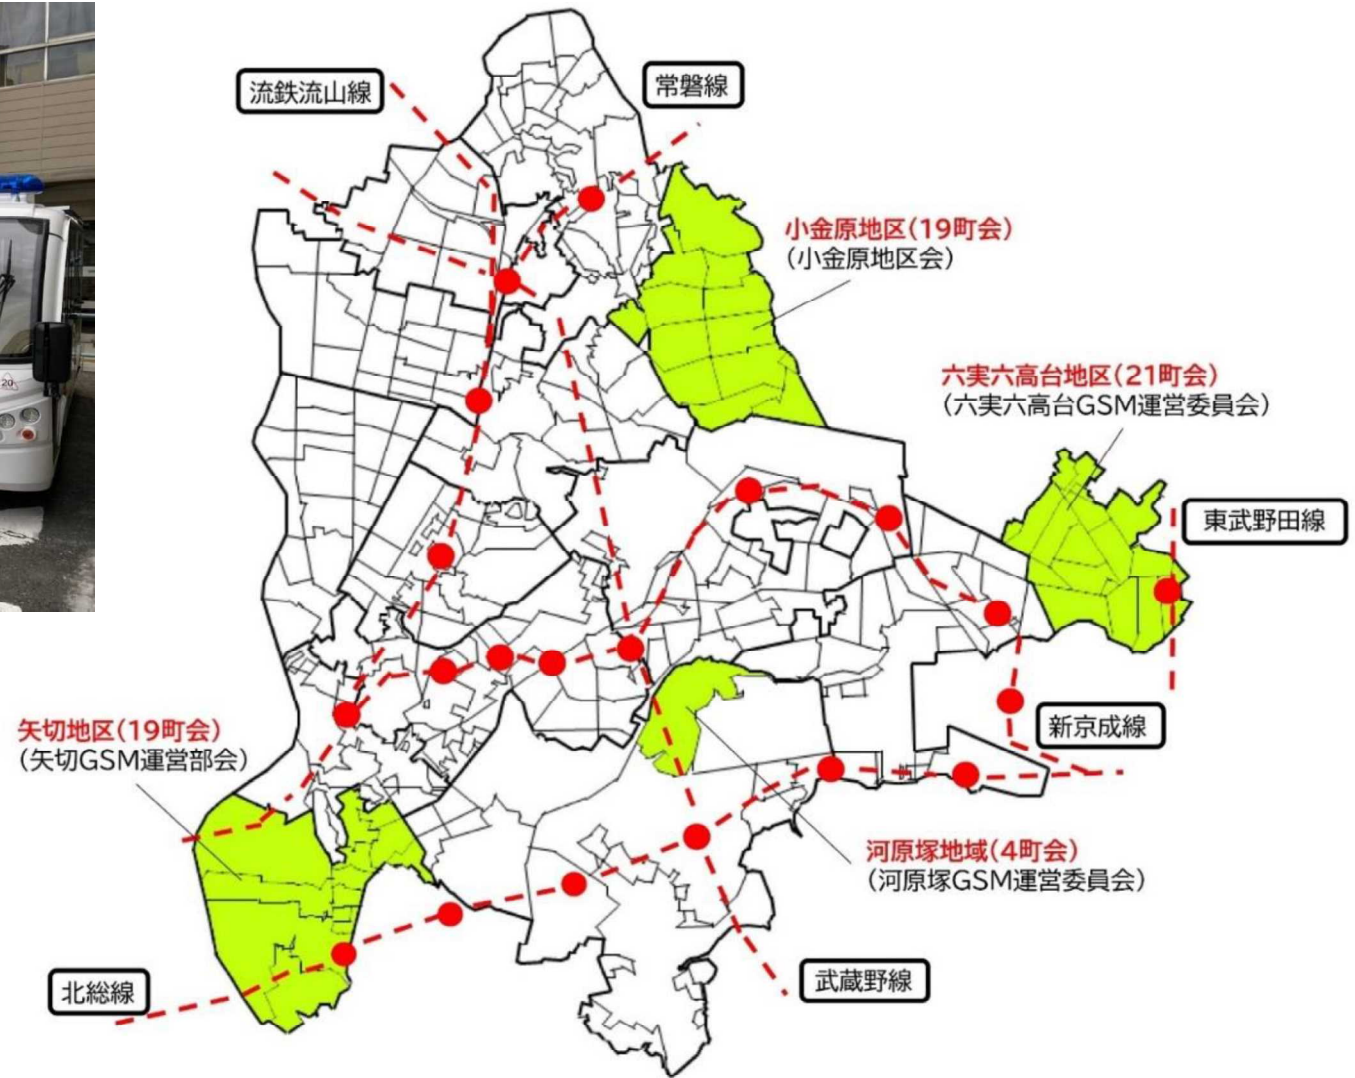 流鉄流山線
常磐線
小金原地区(19町会)
(小金原地区会)
六実六高台地区(21町会)
(六実六高台GSM運営委員会)
東武野田線
20
新京成線
矢切地区(19町会)
(矢切GSM運営部会)
河原塚地域(4町会)
(河原塚GSM運営委員会)
武蔵野線
北総線